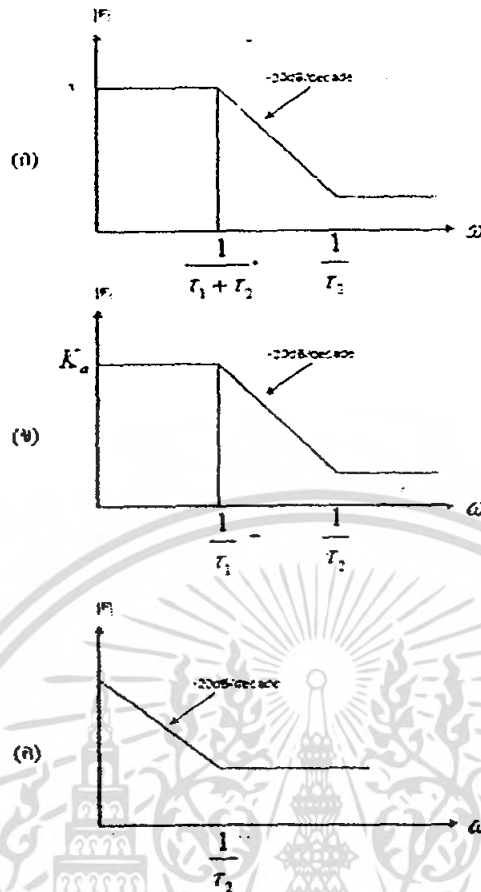 |F|
-20dB/decade
1
(ก)
ω
1
τ₁ + τ₂
1
τ₂
|F|
-20dB/decade
Kₐ
(ข)
ω
1
τ₁
1
τ₂
|F|
-20dB/decade
(ค)
ω
1
τ₂